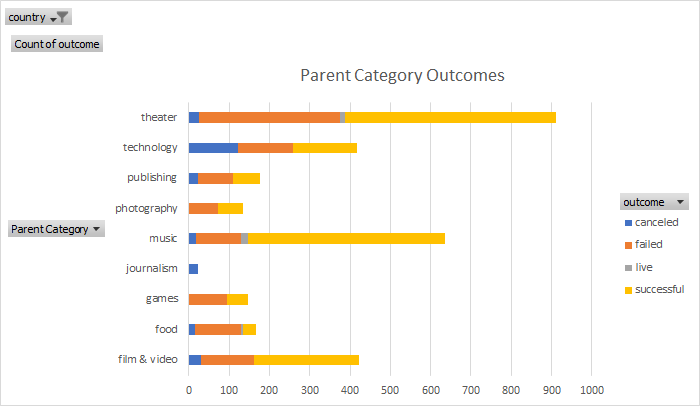 country
Count of outcome
Parent Category Outcomes
theater
technology
publishing
photography
music
journalism
games
food
film & video
Parent Category
0 100 200 300 400 500 600 700 800 900 1000
outcome
canceled
failed
live
successful